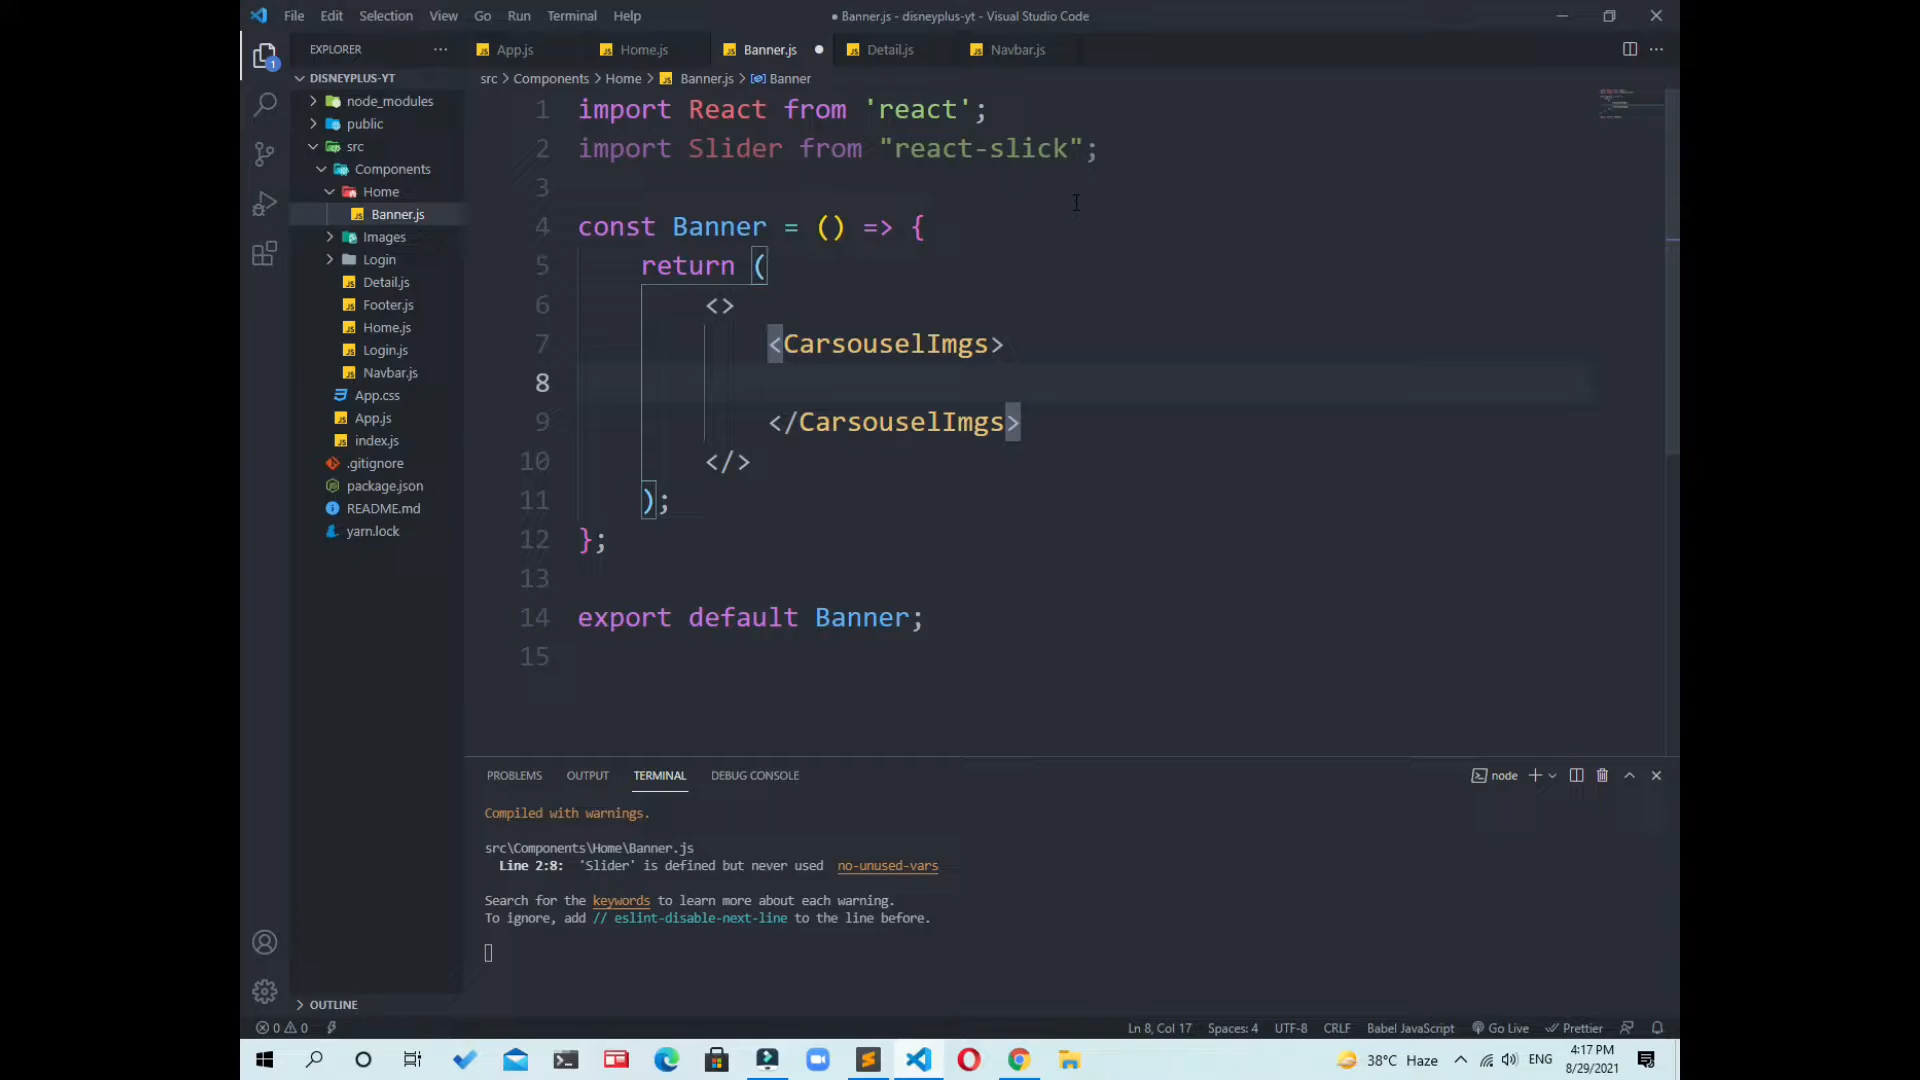 File Edit Selection View Go Run Terminal Help
● Banner.js - disneyplus-yt - Visual Studio Code
EXPLORER
App.js
Home.js
Banner.js ●
Detail.js
Navbar.js
src > Components > Home > Banner.js > Banner
DISNEYPLUS-YT
node_modules
public
src
Components
Home
Banner.js
Images
Login
Detail.js
Footer.js
Home.js
Login.js
Navbar.js
App.css
App.js
index.js
.gitignore
package.json
README.md
yarn.lock
OUTLINE
1
1 import React from 'react';
2 import Slider from "react-slick";
3
4 const Banner = () => {
5 return (
6 <>
7 <CarsouselImgs>
8
9 </CarsouselImgs>
10 </>
11 );
12 };
13
14 export default Banner;
15
PROBLEMS OUTPUT TERMINAL DEBUG CONSOLE
node
Compiled with warnings.
src\Components\Home\Banner.js
Line 2:8: 'Slider' is defined but never used no-unused-vars
Search for the keywords to learn more about each warning.
To ignore, add // eslint-disable-next-line to the line before.
0 0
Ln 8, Col 17 Spaces: 4 UTF-8 CRLF Babel JavaScript Go Live Prettier
38°C Haze
ENG
4:17 PM
8/29/2021